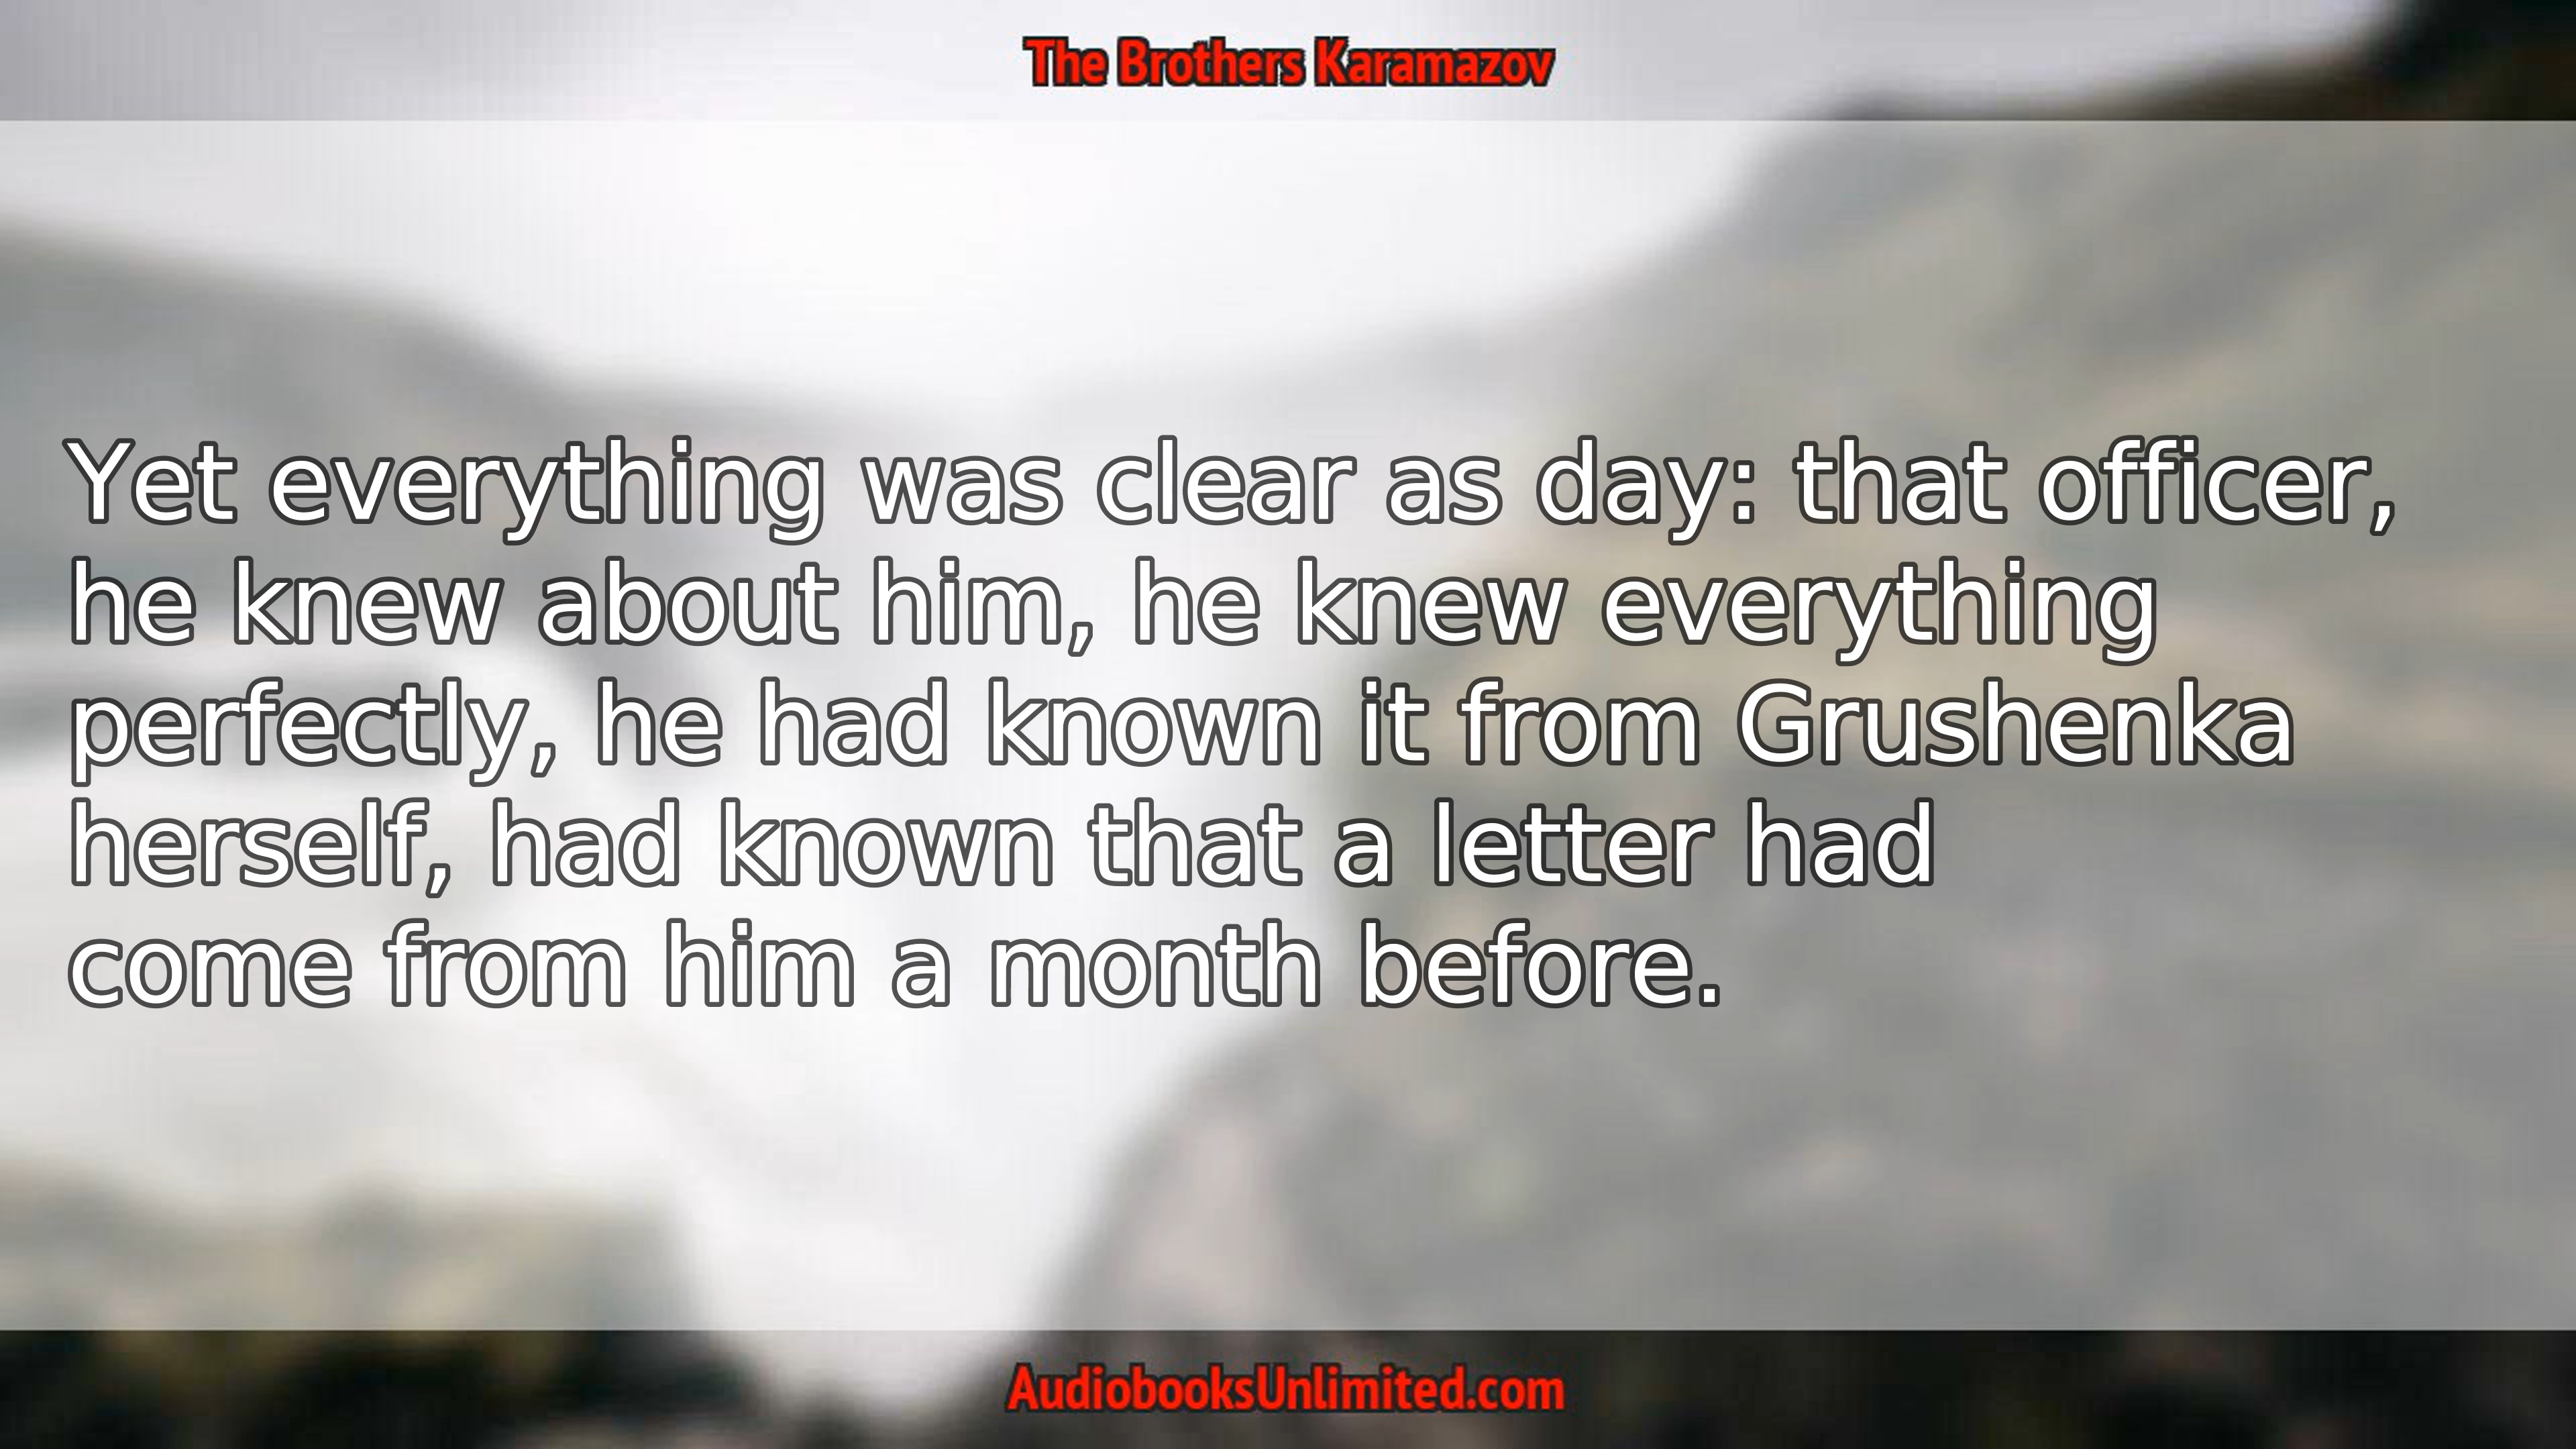 The Brothers Karamazov
Yet everything was clear as day: that officer,
he knew about him, he knew everything
perfectly, he had known it from Grushenka
herself, had known that a letter had
come from him a month before.
AudiobooksUnlimited.com